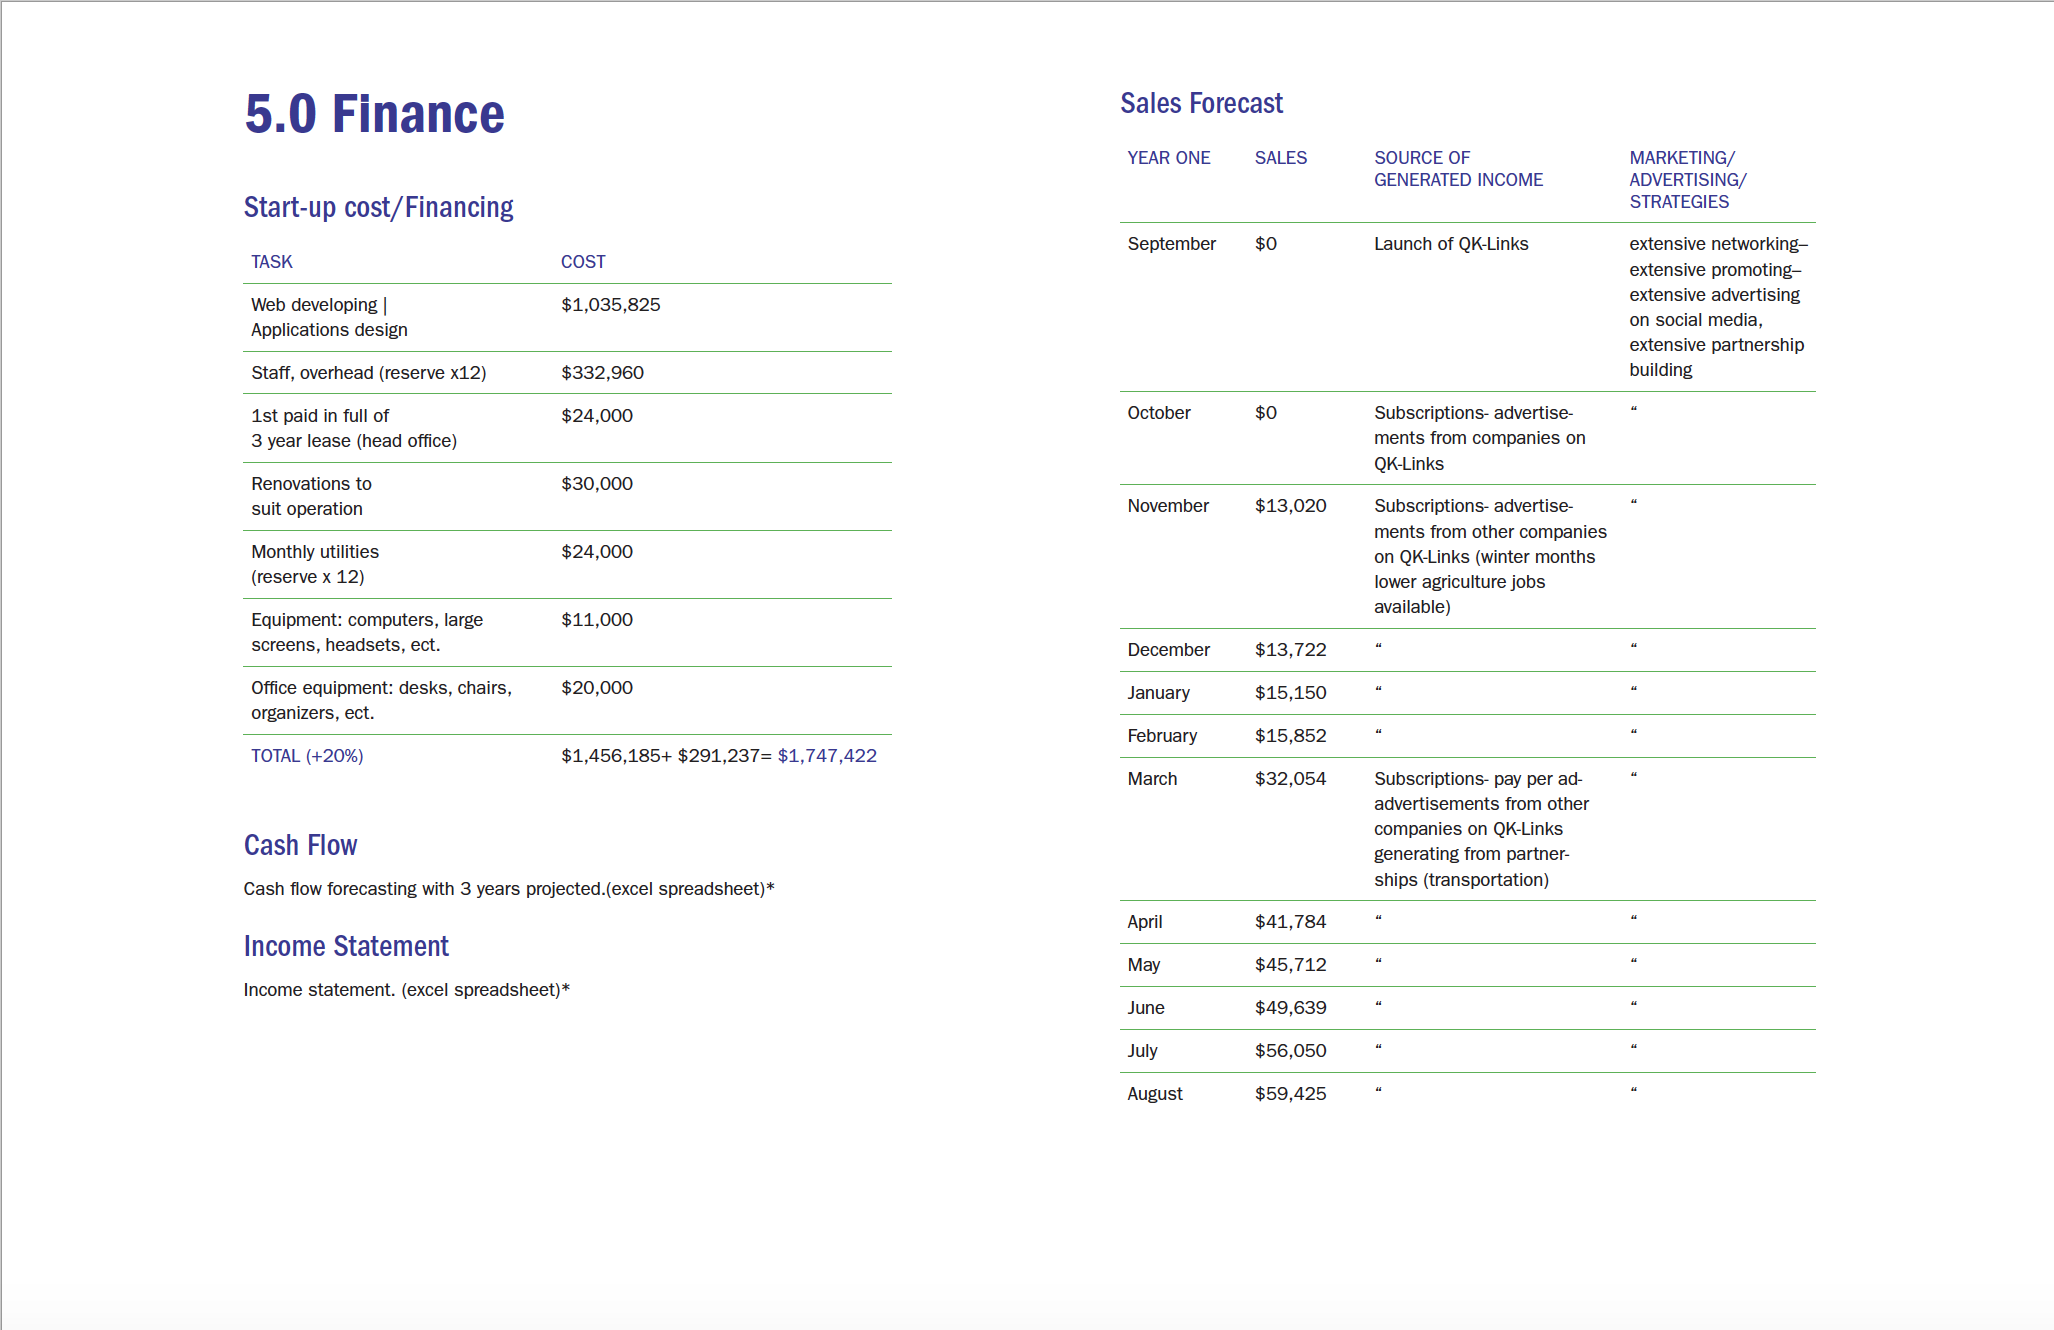 5.0 Finance
Start-up cost/Financing
TASK COST
Web developing | $1,035,825
Applications design
Staff, overhead (reserve x12) $332,960
1st paid in full of $24,000
3 year lease (head office)
Renovations to $30,000
suit operation
Monthly utilities $24,000
(reserve x 12)
Equipment: computers, large $11,000
screens, headsets, ect.
Office equipment: desks, chairs, $20,000
organizers, ect.
TOTAL (+20%) $1,456,185+ $291,237= $1,747,422
Cash Flow
Cash flow forecasting with 3 years projected.(excel spreadsheet)*
Income Statement
Income statement. (excel spreadsheet)*
Sales Forecast
YEAR ONE SALES SOURCE OF MARKETING/
GENERATED INCOME ADVERTISING/
STRATEGIES
September $0 Launch of QK-Links extensive networking–
extensive promoting–
extensive advertising
on social media,
extensive partnership
building
October $0 Subscriptions- advertise- “
ments from companies on
QK-Links
November $13,020 Subscriptions- advertise- “
ments from other companies
on QK-Links (winter months
lower agriculture jobs
available)
December $13,722 “ “
January $15,150 “ “
February $15,852 “ “
March $32,054 Subscriptions- pay per ad- “
advertisements from other
companies on QK-Links
generating from partner-
ships (transportation)
April $41,784 “ “
May $45,712 “ “
June $49,639 “ “
July $56,050 “ “
August $59,425 “ “